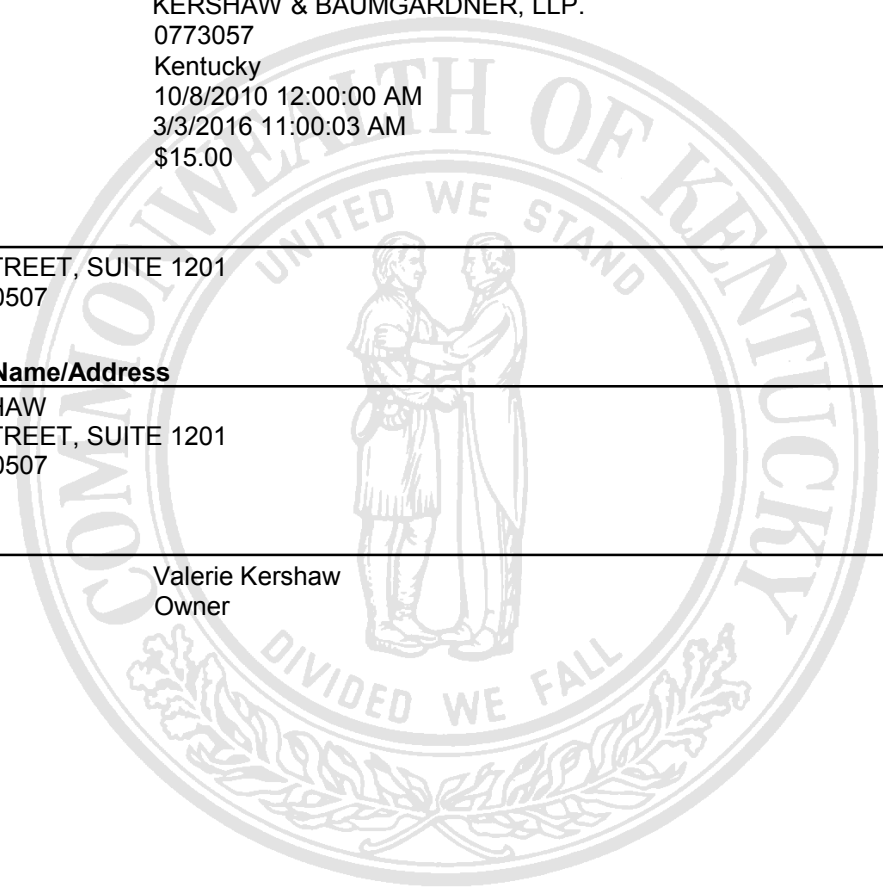 KERSHAW & BAUMGARDNER, LLP.
0773057
Kentucky
10/8/2010 12:00:00 AM
3/3/2016 11:00:03 AM
$15.00
TREET, SUITE 1201
0507
Name/Address
HAW
TREET, SUITE 1201
0507
Valerie Kershaw
Owner
COMMONWEALTH OF KENTUCKY
UNITED WE STAND
DIVIDED WE FALL